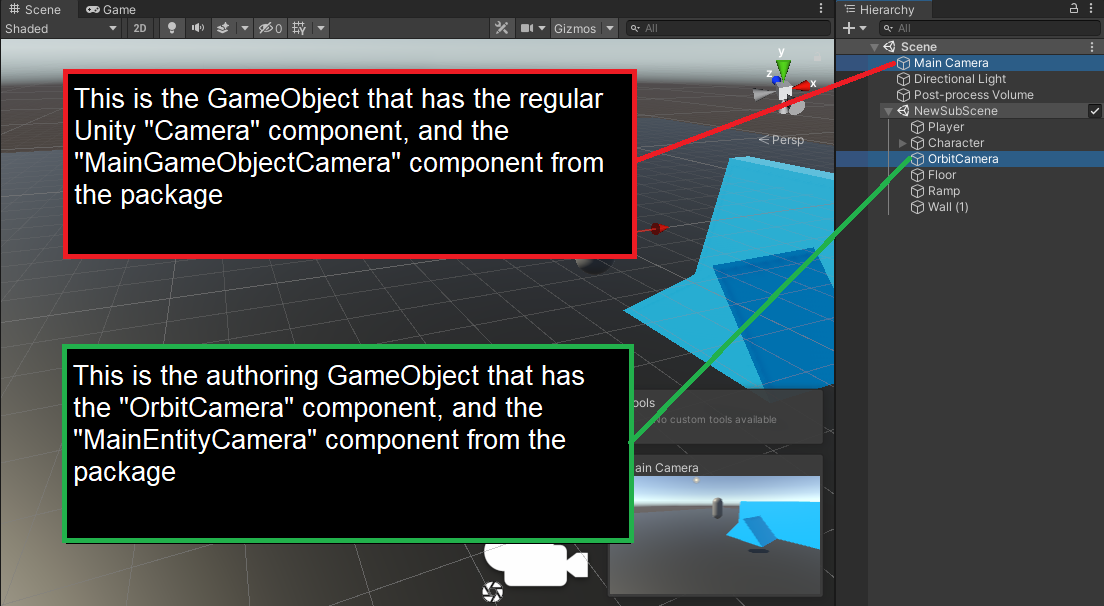 Scene
Game
Shaded
2D
0
Gizmos
All
This is the GameObject that has the regular
Unity "Camera" component, and the
"MainGameObjectCamera" component from
the package
y
z
x
Persp
This is the authoring GameObject that has
the "OrbitCamera" component, and the
"MainEntityCamera" component from the
package
ools
No custom tools available
ain Camera
Hierarchy
All
Scene
Main Camera
Directional Light
Post-process Volume
NewSubScene
Player
Character
OrbitCamera
Floor
Ramp
Wall (1)